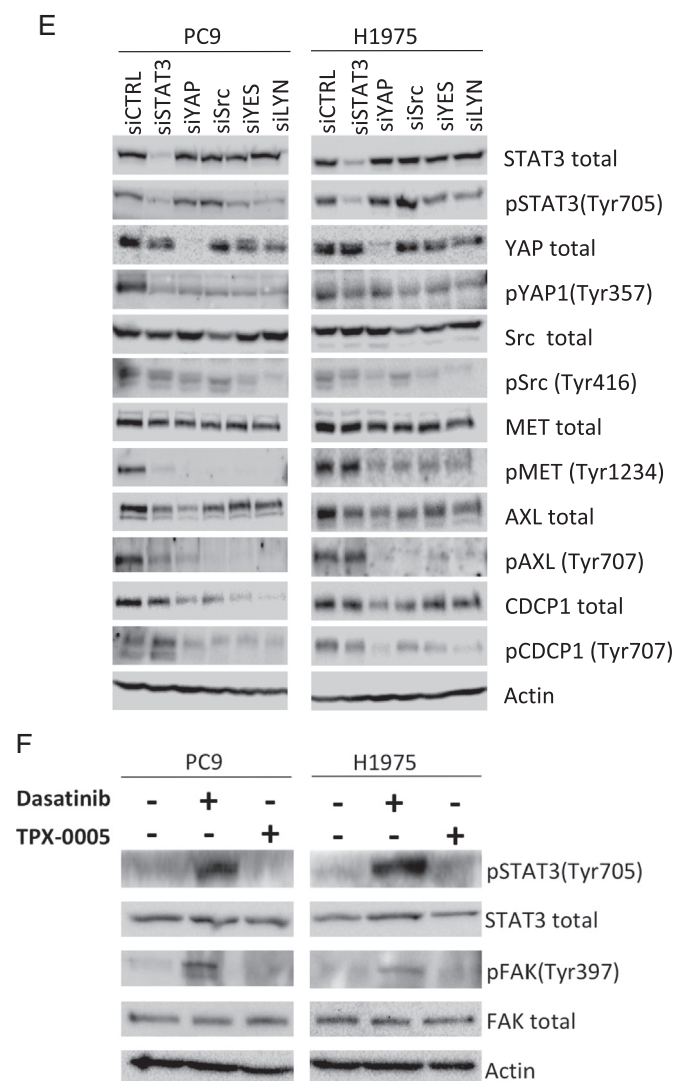 E
PC9 H1975
siCTRL siSTAT3 siYAP siSrc siYES siLYN siCTRL siSTAT3 siYAP siSrc siYES siLYN
STAT3 total
pSTAT3(Tyr705)
YAP total
pYAP1(Tyr357)
Src total
pSrc (Tyr416)
MET total
pMET (Tyr1234)
AXL total
pAXL (Tyr707)
CDCP1 total
pCDCP1 (Tyr707)
Actin
F
PC9 H1975
Dasatinib - + - - + -
TPX-0005 - - + - - +
pSTAT3(Tyr705)
STAT3 total
pFAK(Tyr397)
FAK total
Actin